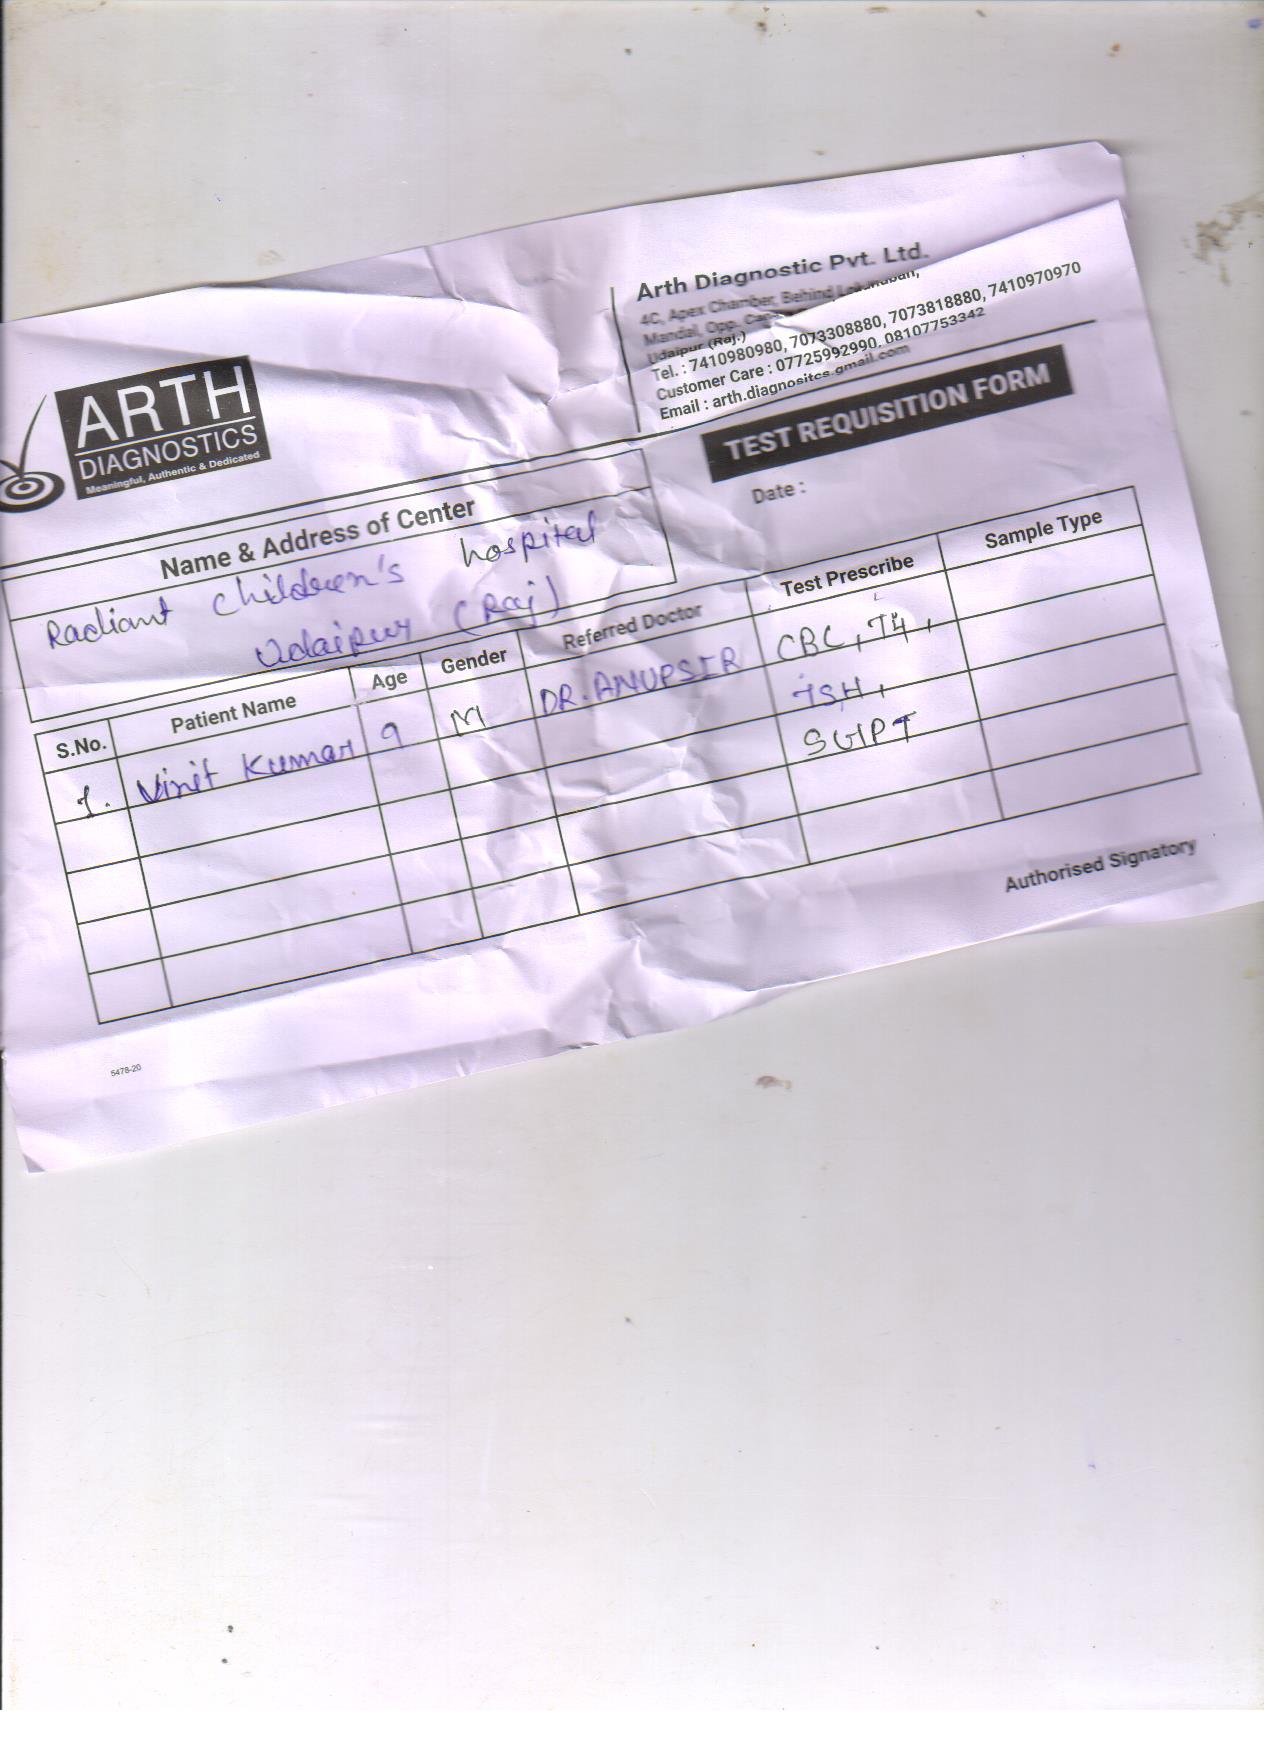 ARTH
DIAGNOSTICS
Meaningful, Authentic & Dedicated
Arth Diagnostic Pvt. Ltd.
4C, Apex Chamber, Behind
Mandal, Opp.
Udaipur (Raj.)
Tel. : 7410980980, 7073308880, 7073818880, 7410970970
Customer Care : 07725992990, 08107753342
Email : arth.diagnositcs.gmail.com
TEST REQUISITION FORM
Date :
Name & Address of Center
Radiant Children's hospital
Udaipur (Raj)
S.No. Patient Name Age Gender Referred Doctor Test Prescribe Sample Type
1. Vinit Kumar 9 M DR. ANUPSIR CBC, T4,
TSH,
SGPT
Authorised Signatory
5478-20